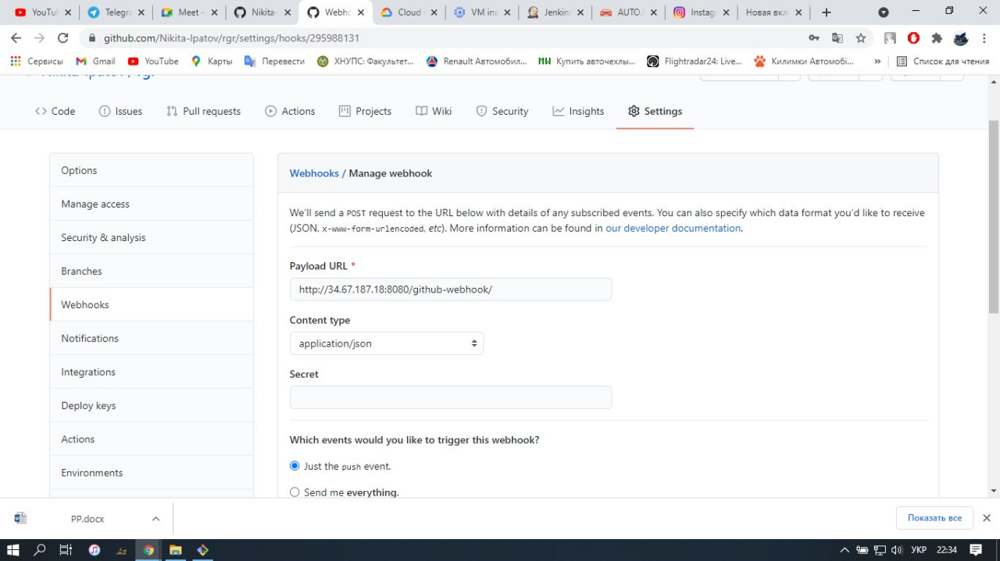 YouTu
Telegra
Meet –
Nikita-
Webho
Cloud
VM ins
Jenkin
AUTO.
Instag
Новая вкл
github.com/Nikita-Ipatov/rgr/settings/hooks/295988131
Сервисы
Gmail
YouTube
Карты
Перевести
ХНУПС: Факультет...
Renault Автомобил...
MW Купить авточехлы...
Flightradar24: Live...
Килимки Автомобі...
»
Список для чтения
Nikita-Ipatov / rgr
Code
Issues
Pull requests
Actions
Projects
Wiki
Security
Insights
Settings
Options
Manage access
Security & analysis
Branches
Webhooks
Notifications
Integrations
Deploy keys
Actions
Environments
Webhooks / Manage webhook
We'll send a POST request to the URL below with details of any subscribed events. You can also specify which data format you'd like to receive
(JSON, x-www-form-urlencoded, etc). More information can be found in our developer documentation.
Payload URL *
http://34.67.187.18:8080/github-webhook/
Content type
application/json
Secret
Which events would you like to trigger this webhook?
Just the push event.
Send me everything.
PP.docx
Показать все
УКР
22:34